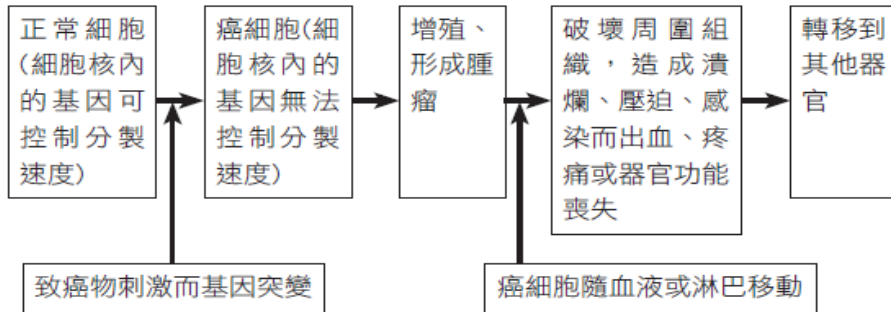 正常細胞
(細胞核內
的基因可
控制分製
速度)
癌細胞(細
胞核內的
基因無法
控制分製
速度)
增殖、
形成腫
瘤
破壞周圍組
織，造成潰
爛、壓迫、感
染而出血、疼
痛或器官功能
喪失
轉移到
其他器
官
致癌物刺激而基因突變
癌細胞隨血液或淋巴移動